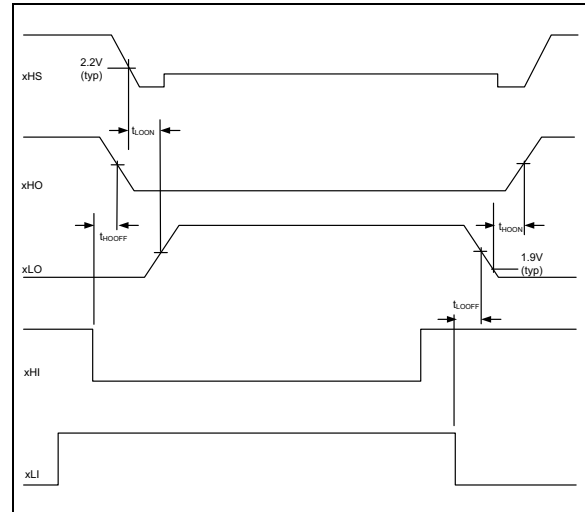 2.2V
(typ)
xHS
tLOON
xHO
tHOOFF
tHOON
xLO
1.9V
(typ)
tLOOFF
xHI
xLI